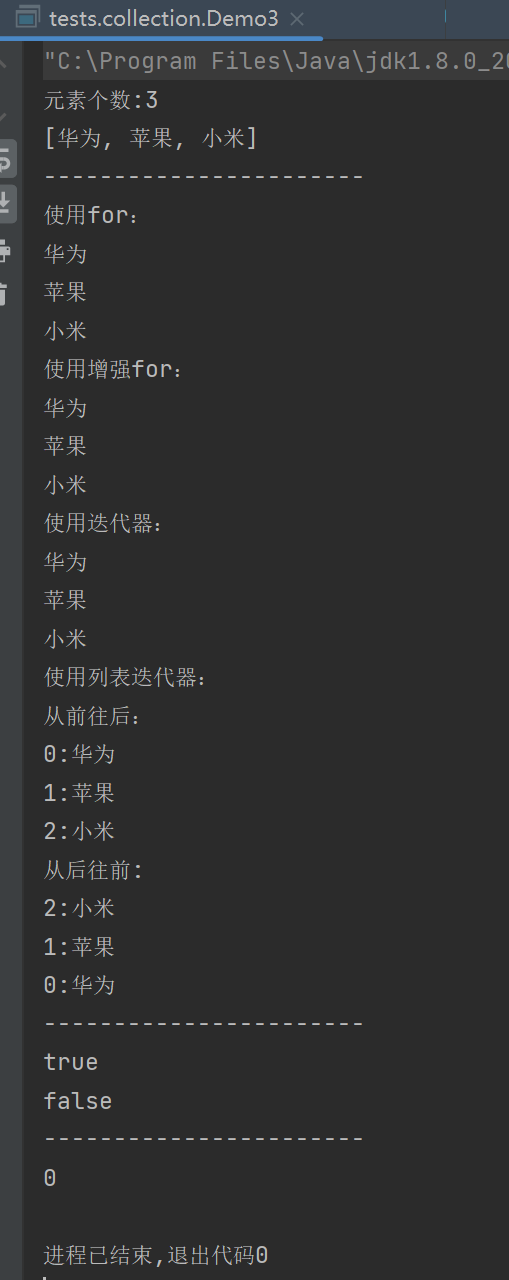 tests.collection.Demo3
"C:\Program Files\Java\jdk1.8.0_20
元素个数:3
[华为, 苹果, 小米]
-----------------------
使用for：
华为
苹果
小米
使用增强for：
华为
苹果
小米
使用迭代器：
华为
苹果
小米
使用列表迭代器：
从前往后：
0:华为
1:苹果
2:小米
从后往前:
2:小米
1:苹果
0:华为
-----------------------
true
false
-----------------------
0
进程已结束,退出代码0